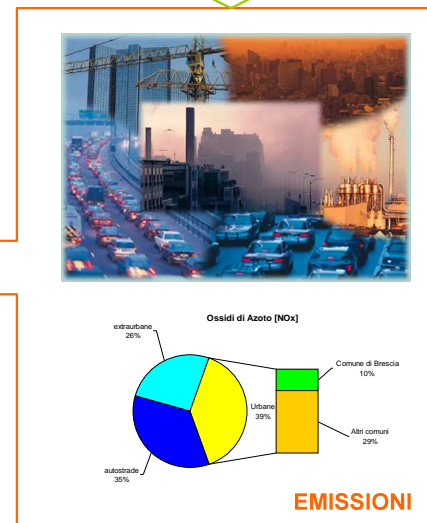 Ossidi di Azoto [NOx]
extraurbane
26%
Comune di Brescia
10%
Urbane
39%
Altri comuni
29%
autostrade
35%
EMISSIONI